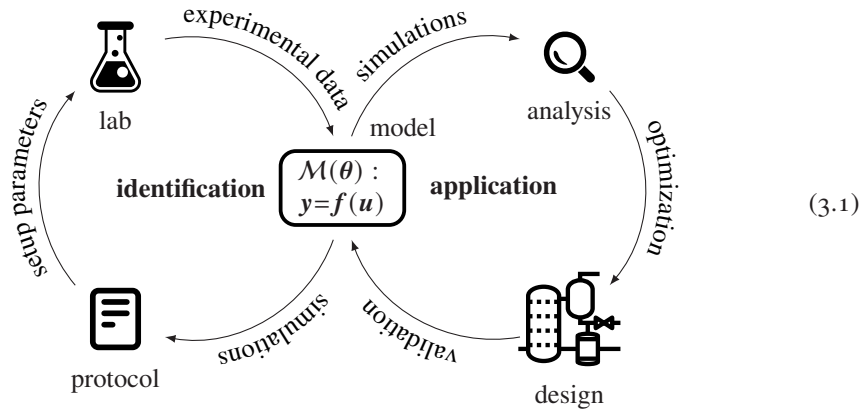 experimental data
simulations
lab
analysis
model
setup parameters
optimization
identification
M(θ) :
y=f(u)
application
(3.1)
simulations
validation
protocol
design